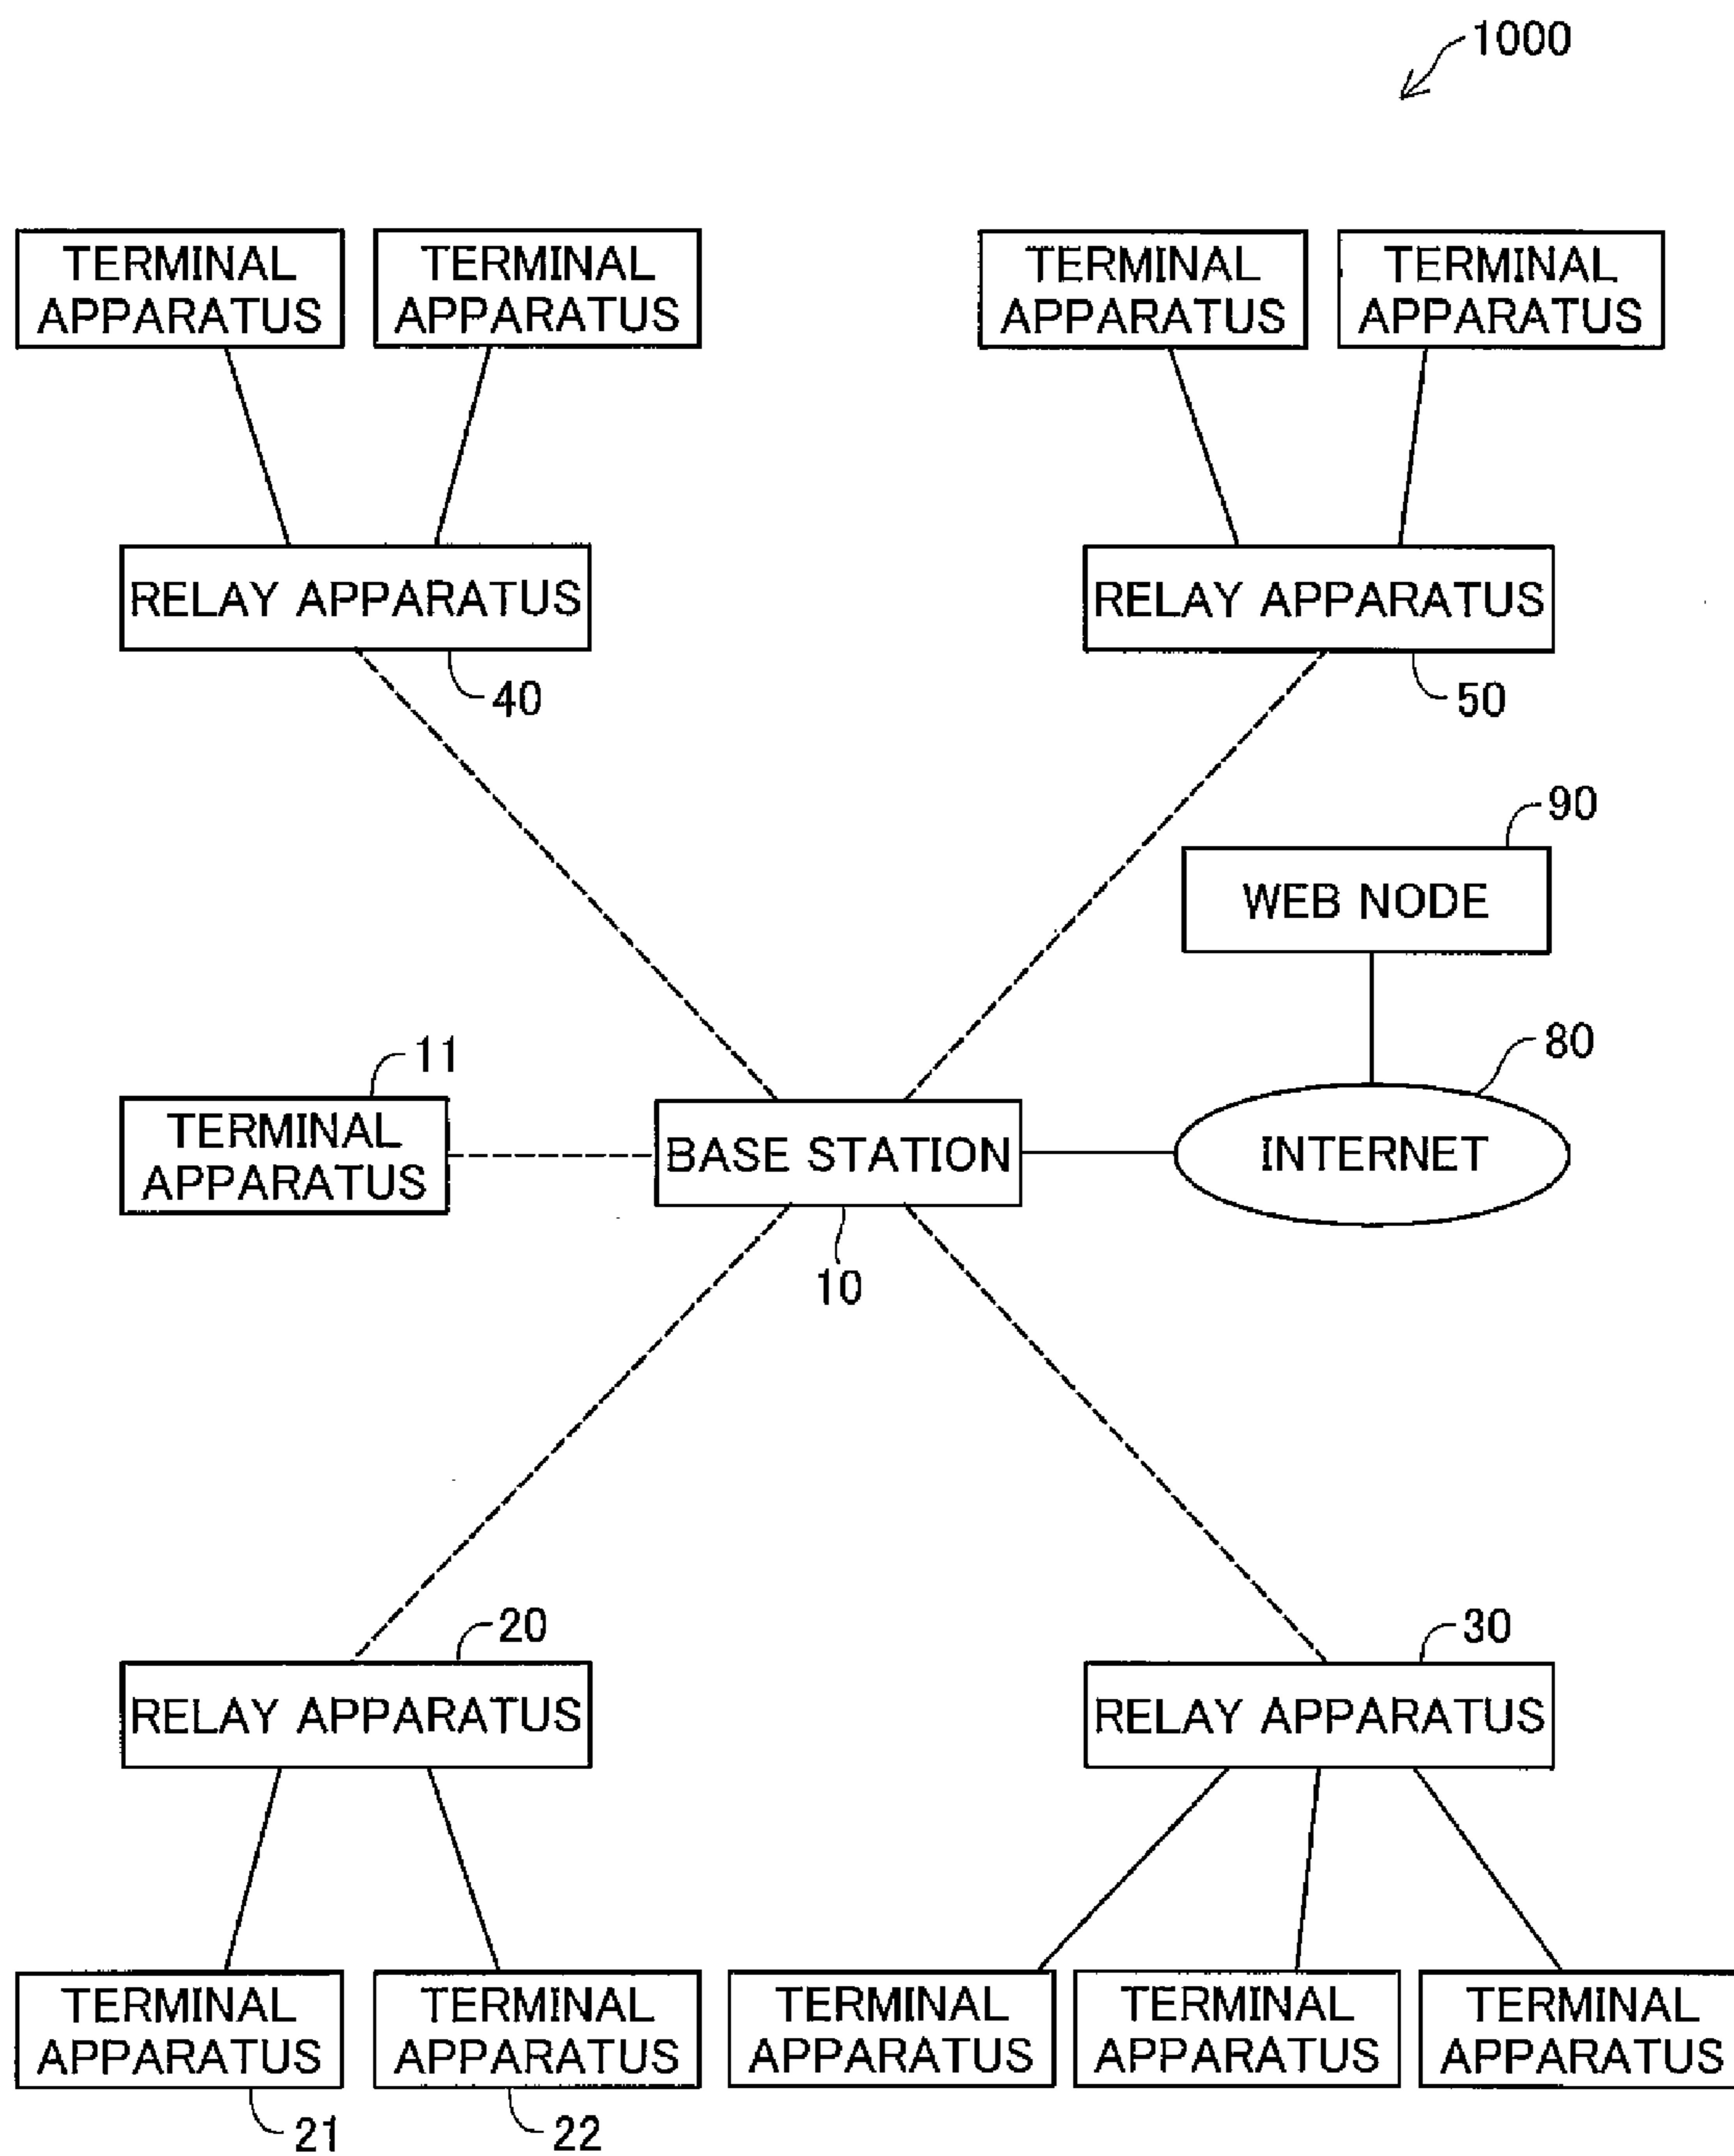 1000
TERMINAL
APPARATUS
TERMINAL
APPARATUS
TERMINAL
APPARATUS
TERMINAL
APPARATUS
RELAY APPARATUS
40
RELAY APPARATUS
50
90
WEB NODE
11
TERMINAL
APPARATUS
BASE STATION
10
80
INTERNET
20
RELAY APPARATUS
30
RELAY APPARATUS
TERMINAL
APPARATUS
21
TERMINAL
APPARATUS
22
TERMINAL
APPARATUS
TERMINAL
APPARATUS
TERMINAL
APPARATUS